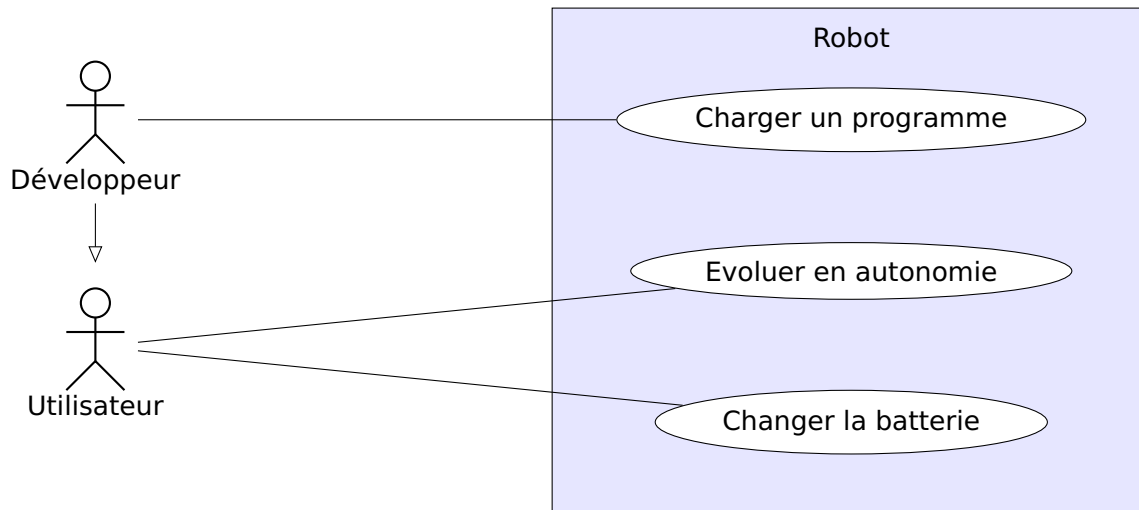 Robot
Développeur
Charger un programme
Utilisateur
Evoluer en autonomie
Changer la batterie